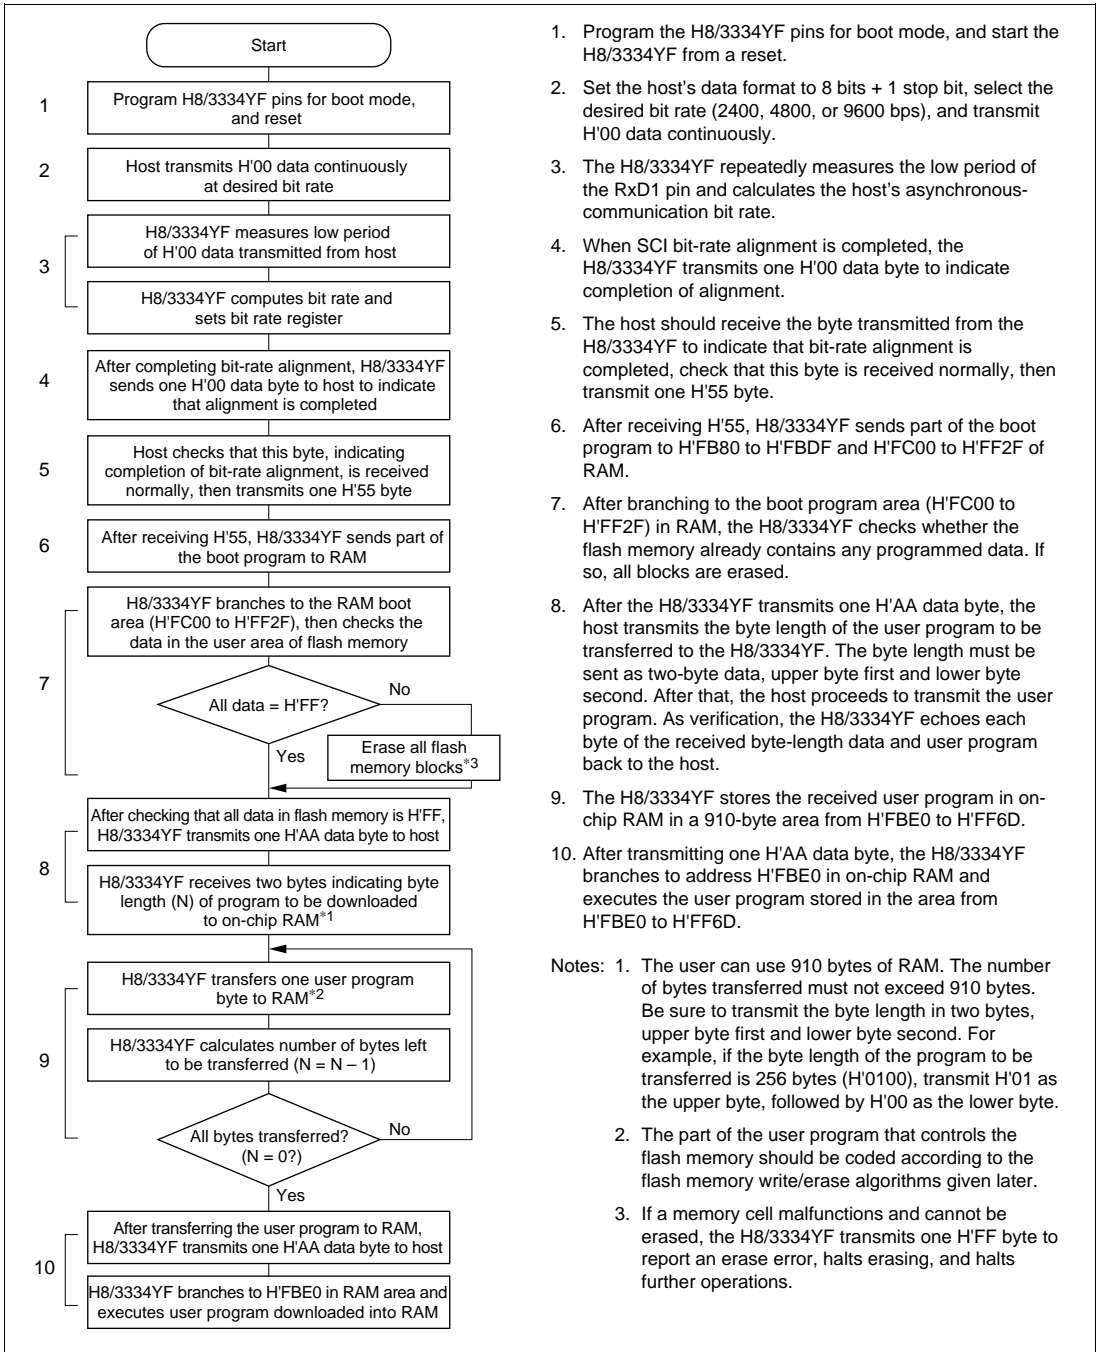 Start
1
Program H8/3334YF pins for boot mode,
and reset
2
Host transmits H'00 data continuously
at desired bit rate
3
H8/3334YF measures low period
of H'00 data transmitted from host
H8/3334YF computes bit rate and
sets bit rate register
4
After completing bit-rate alignment, H8/3334YF
sends one H'00 data byte to host to indicate
that alignment is completed
5
Host checks that this byte, indicating
completion of bit-rate alignment, is received
normally, then transmits one H'55 byte
6
After receiving H'55, H8/3334YF sends part of
the boot program to RAM
7
H8/3334YF branches to the RAM boot
area (H'FC00 to H'FF2F), then checks the
data in the user area of flash memory
All data = H'FF?
No
Yes
Erase all flash
memory blocks*3
8
After checking that all data in flash memory is H'FF,
H8/3334YF transmits one H'AA data byte to host
H8/3334YF receives two bytes indicating byte
length (N) of program to be downloaded
to on-chip RAM*1
9
H8/3334YF transfers one user program
byte to RAM*2
H8/3334YF calculates number of bytes left
to be transferred (N = N – 1)
All bytes transferred?
(N = 0?)
No
Yes
10
After transferring the user program to RAM,
H8/3334YF transmits one H'AA data byte to host
H8/3334YF branches to H'FBE0 in RAM area and
executes user program downloaded into RAM
1. Program the H8/3334YF pins for boot mode, and start the
H8/3334YF from a reset.
2. Set the host's data format to 8 bits + 1 stop bit, select the
desired bit rate (2400, 4800, or 9600 bps), and transmit
H'00 data continuously.
3. The H8/3334YF repeatedly measures the low period of
the RxD1 pin and calculates the host's asynchronous-
communication bit rate.
4. When SCI bit-rate alignment is completed, the
H8/3334YF transmits one H'00 data byte to indicate
completion of alignment.
5. The host should receive the byte transmitted from the
H8/3334YF to indicate that bit-rate alignment is
completed, check that this byte is received normally, then
transmit one H'55 byte.
6. After receiving H'55, H8/3334YF sends part of the boot
program to H'FB80 to H'FBDF and H'FC00 to H'FF2F of
RAM.
7. After branching to the boot program area (H'FC00 to
H'FF2F) in RAM, the H8/3334YF checks whether the
flash memory already contains any programmed data. If
so, all blocks are erased.
8. After the H8/3334YF transmits one H'AA data byte, the
host transmits the byte length of the user program to be
transferred to the H8/3334YF. The byte length must be
sent as two-byte data, upper byte first and lower byte
second. After that, the host proceeds to transmit the user
program. As verification, the H8/3334YF echoes each
byte of the received byte-length data and user program
back to the host.
9. The H8/3334YF stores the received user program in on-
chip RAM in a 910-byte area from H'FBE0 to H'FF6D.
10. After transmitting one H'AA data byte, the H8/3334YF
branches to address H'FBE0 in on-chip RAM and
executes the user program stored in the area from
H'FBE0 to H'FF6D.
Notes: 1. The user can use 910 bytes of RAM. The number
of bytes transferred must not exceed 910 bytes.
Be sure to transmit the byte length in two bytes,
upper byte first and lower byte second. For
example, if the byte length of the program to be
transferred is 256 bytes (H'0100), transmit H'01 as
the upper byte, followed by H'00 as the lower byte.
2. The part of the user program that controls the
flash memory should be coded according to the
flash memory write/erase algorithms given later.
3. If a memory cell malfunctions and cannot be
erased, the H8/3334YF transmits one H'FF byte to
report an erase error, halts erasing, and halts
further operations.